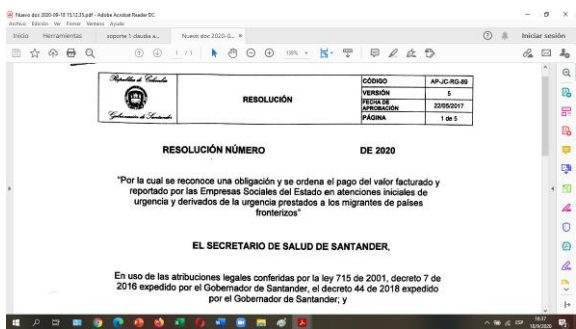 Nuevo doc 2020-09-18 15.12.25.pdf - Adobe Acrobat Reader DC
Archivo Edición Ver Firmar Ventana Ayuda
Inicio Herramientas soporte 1 claudia a... Nuevo doc 2020-0... × Iniciar sesión
1 / 1
República de Colombia
Gobernación de Santander
RESOLUCIÓN
CÓDIGO AP-JC-RG-89
VERSIÓN 5
FECHA DE APROBACIÓN 22/05/2017
PÁGINA 1 de 5
RESOLUCIÓN NÚMERO DE 2020
"Por la cual se reconoce una obligación y se ordena el pago del valor facturado y
reportado por las Empresas Sociales del Estado en atenciones iniciales de
urgencia y derivados de la urgencia prestados a los migrantes de países
fronterizos"
EL SECRETARIO DE SALUD DE SANTANDER,
En uso de las atribuciones legales conferidas por la ley 715 de 2001, decreto 7 de
2016 expedido por el Gobernador de Santander, el decreto 44 de 2018 expedido
por el Gobernador de Santander; y
ESP
16:27